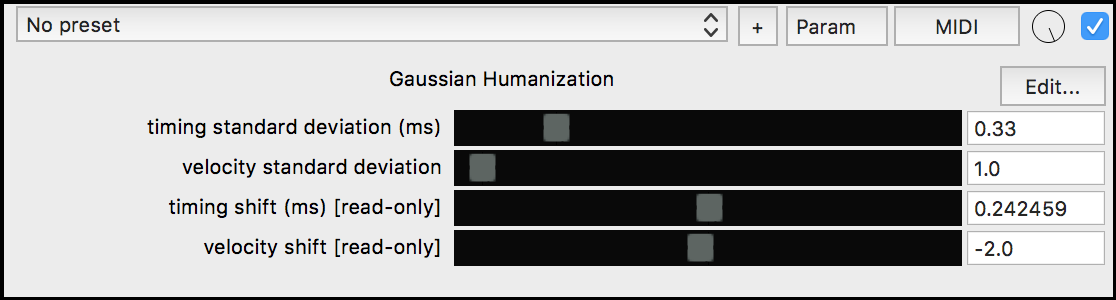 No preset + Param MIDI
Gaussian Humanization
Edit...
timing standard deviation (ms) 0.33
velocity standard deviation 1.0
timing shift (ms) [read-only] 0.242459
velocity shift [read-only] -2.0